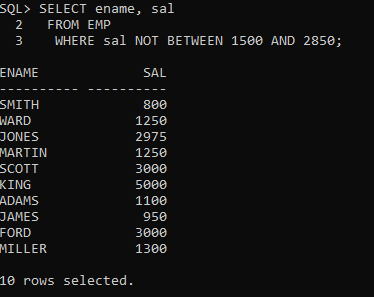 SQL> SELECT ename, sal
  2   FROM EMP
  3    WHERE sal NOT BETWEEN 1500 AND 2850;

ENAME             SAL
---------- ----------
SMITH             800
WARD             1250
JONES            2975
MARTIN           1250
SCOTT            3000
KING             5000
ADAMS            1100
JAMES             950
FORD             3000
MILLER           1300

10 rows selected.